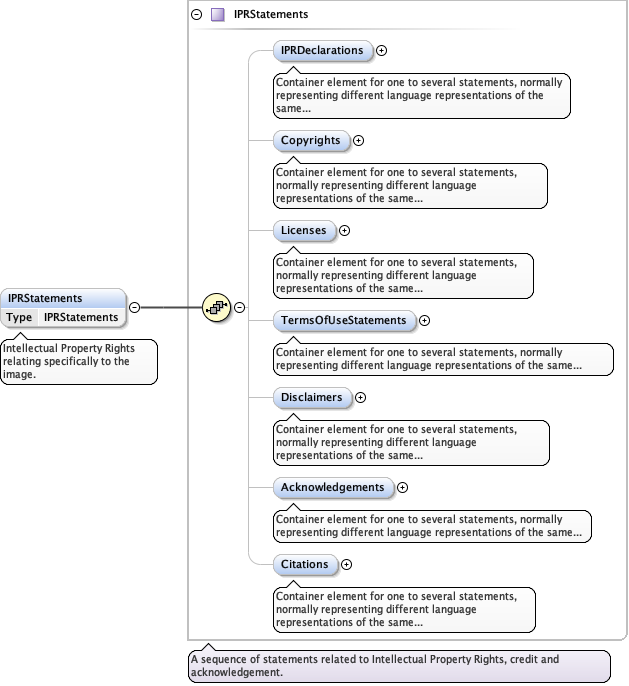 IPRStatements
IPRDeclarations
Container element for one to several statements, normally
representing different language representations of the
same...
Copyrights
Container element for one to several statements,
normally representing different language
representations of the same...
Licenses
Container element for one to several statements,
normally representing different language
representations of the same...
IPRStatements
Type IPRStatements
Intellectual Property Rights
relating specifically to the
image.
TermsOfUseStatements
Container element for one to several statements, normally
representing different language representations of the same...
Disclaimers
Container element for one to several statements,
normally representing different language
representations of the same...
Acknowledgements
Container element for one to several statements, normally
representing different language representations of the same...
Citations
Container element for one to several statements,
normally representing different language
representations of the same...
A sequence of statements related to Intellectual Property Rights, credit and
acknowledgement.